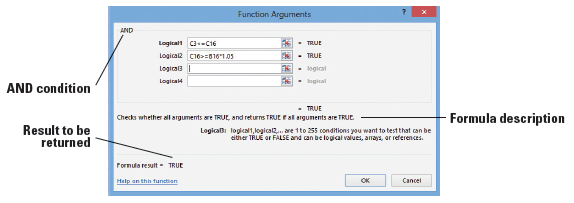 Function Arguments
?
×
AND
Logical1 C3<=C16 = TRUE
Logical2 C16>=B16*1.05 = TRUE
Logical3 = logical
Logical4 = logical
= TRUE
Checks whether all arguments are TRUE, and returns TRUE if all arguments are TRUE.
Logical3: logical1,logical2,... are 1 to 255 conditions you want to test that can be
either TRUE or FALSE and can be logical values, arrays, or references.
Formula result = TRUE
Help on this function
OK
Cancel
AND condition
Result to be
returned
Formula description